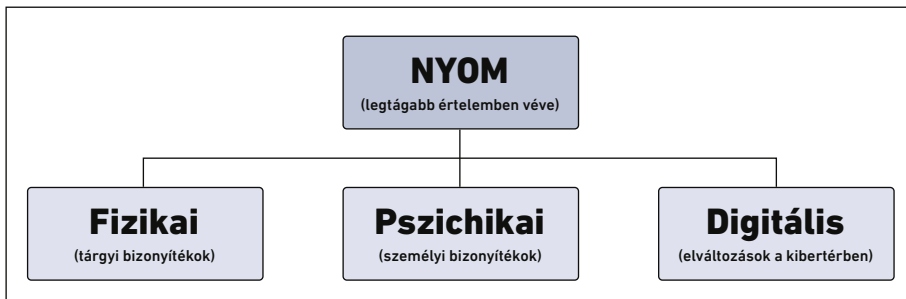 NYOM
(legtágabb értelemben véve)
Fizikai
(tárgyi bizonyítékok)
Pszichikai
(személyi bizonyítékok)
Digitális
(elváltozások a kibertérben)